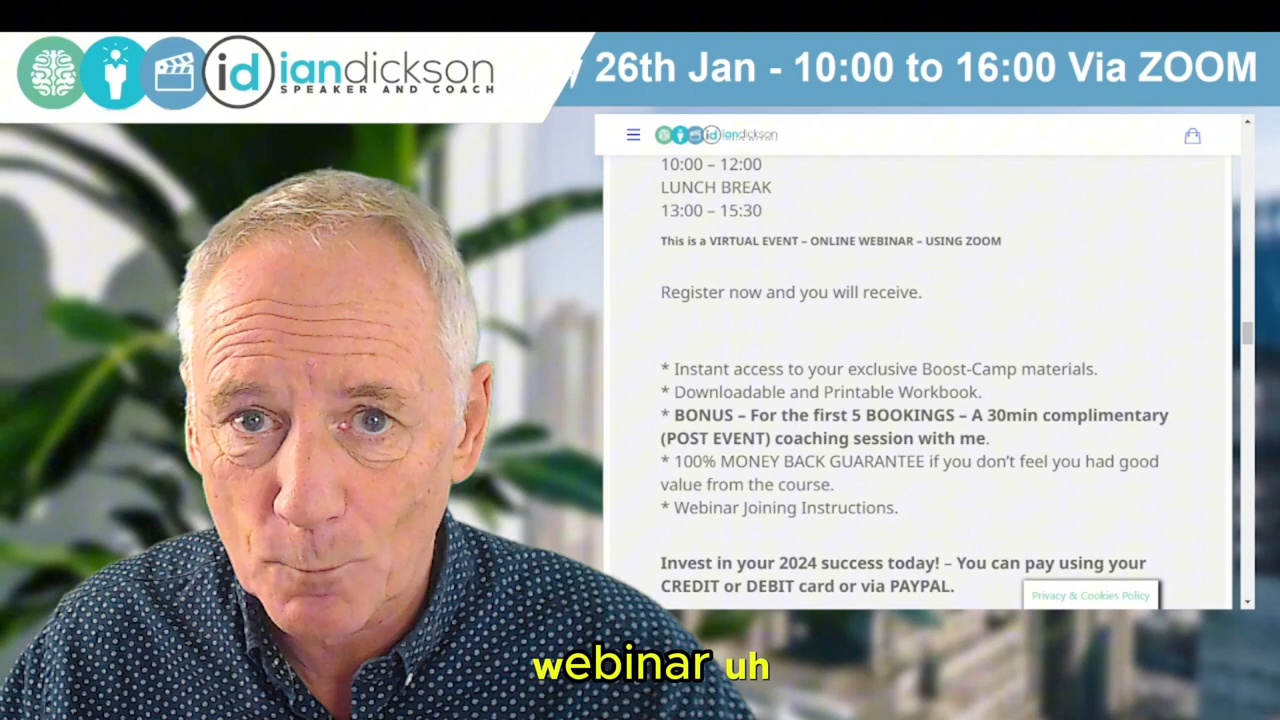 id iandickson
SPEAKER AND COACH
26th Jan - 10:00 to 16:00 Via ZOOM
id iandickson
10:00 – 12:00
LUNCH BREAK
13:00 – 15:30
This is a VIRTUAL EVENT – ONLINE WEBINAR – USING ZOOM
Register now and you will receive.
* Instant access to your exclusive Boost-Camp materials.
* Downloadable and Printable Workbook.
* BONUS – For the first 5 BOOKINGS – A 30min complimentary
(POST EVENT) coaching session with me.
* 100% MONEY BACK GUARANTEE if you don’t feel you had good
value from the course.
* Webinar Joining Instructions.
Invest in your 2024 success today! – You can pay using your
CREDIT or DEBIT card or via PAYPAL.
Privacy & Cookies Policy
webinar uh